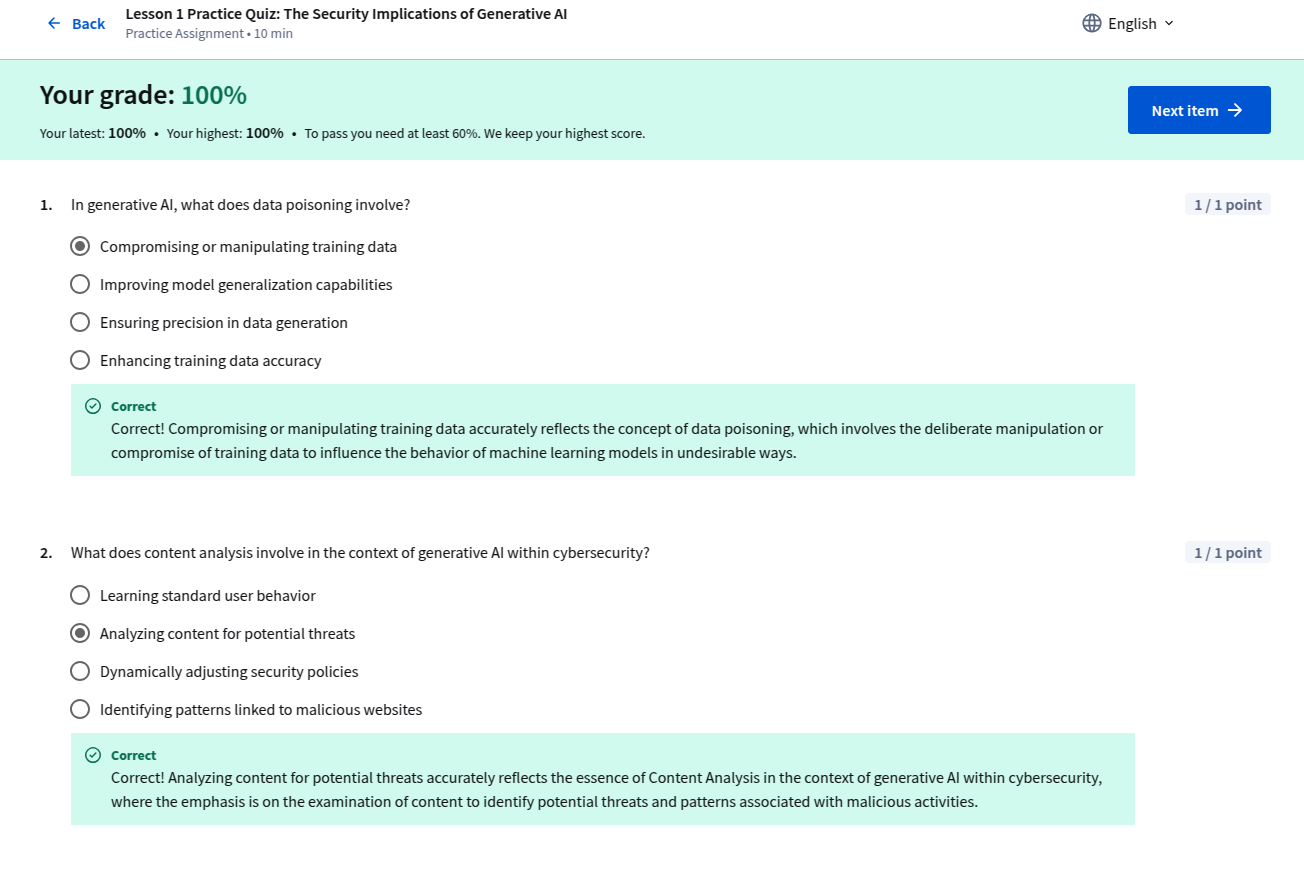 Back
Lesson 1 Practice Quiz: The Security Implications of Generative AI
Practice Assignment • 10 min
English
Your grade: 100%
Your latest: 100% • Your highest: 100% • To pass you need at least 60%. We keep your highest score.
Next item
1. In generative AI, what does data poisoning involve?
1 / 1 point
Compromising or manipulating training data
Improving model generalization capabilities
Ensuring precision in data generation
Enhancing training data accuracy
Correct
Correct! Compromising or manipulating training data accurately reflects the concept of data poisoning, which involves the deliberate manipulation or
compromise of training data to influence the behavior of machine learning models in undesirable ways.
2. What does content analysis involve in the context of generative AI within cybersecurity?
1 / 1 point
Learning standard user behavior
Analyzing content for potential threats
Dynamically adjusting security policies
Identifying patterns linked to malicious websites
Correct
Correct! Analyzing content for potential threats accurately reflects the essence of Content Analysis in the context of generative AI within cybersecurity,
where the emphasis is on the examination of content to identify potential threats and patterns associated with malicious activities.